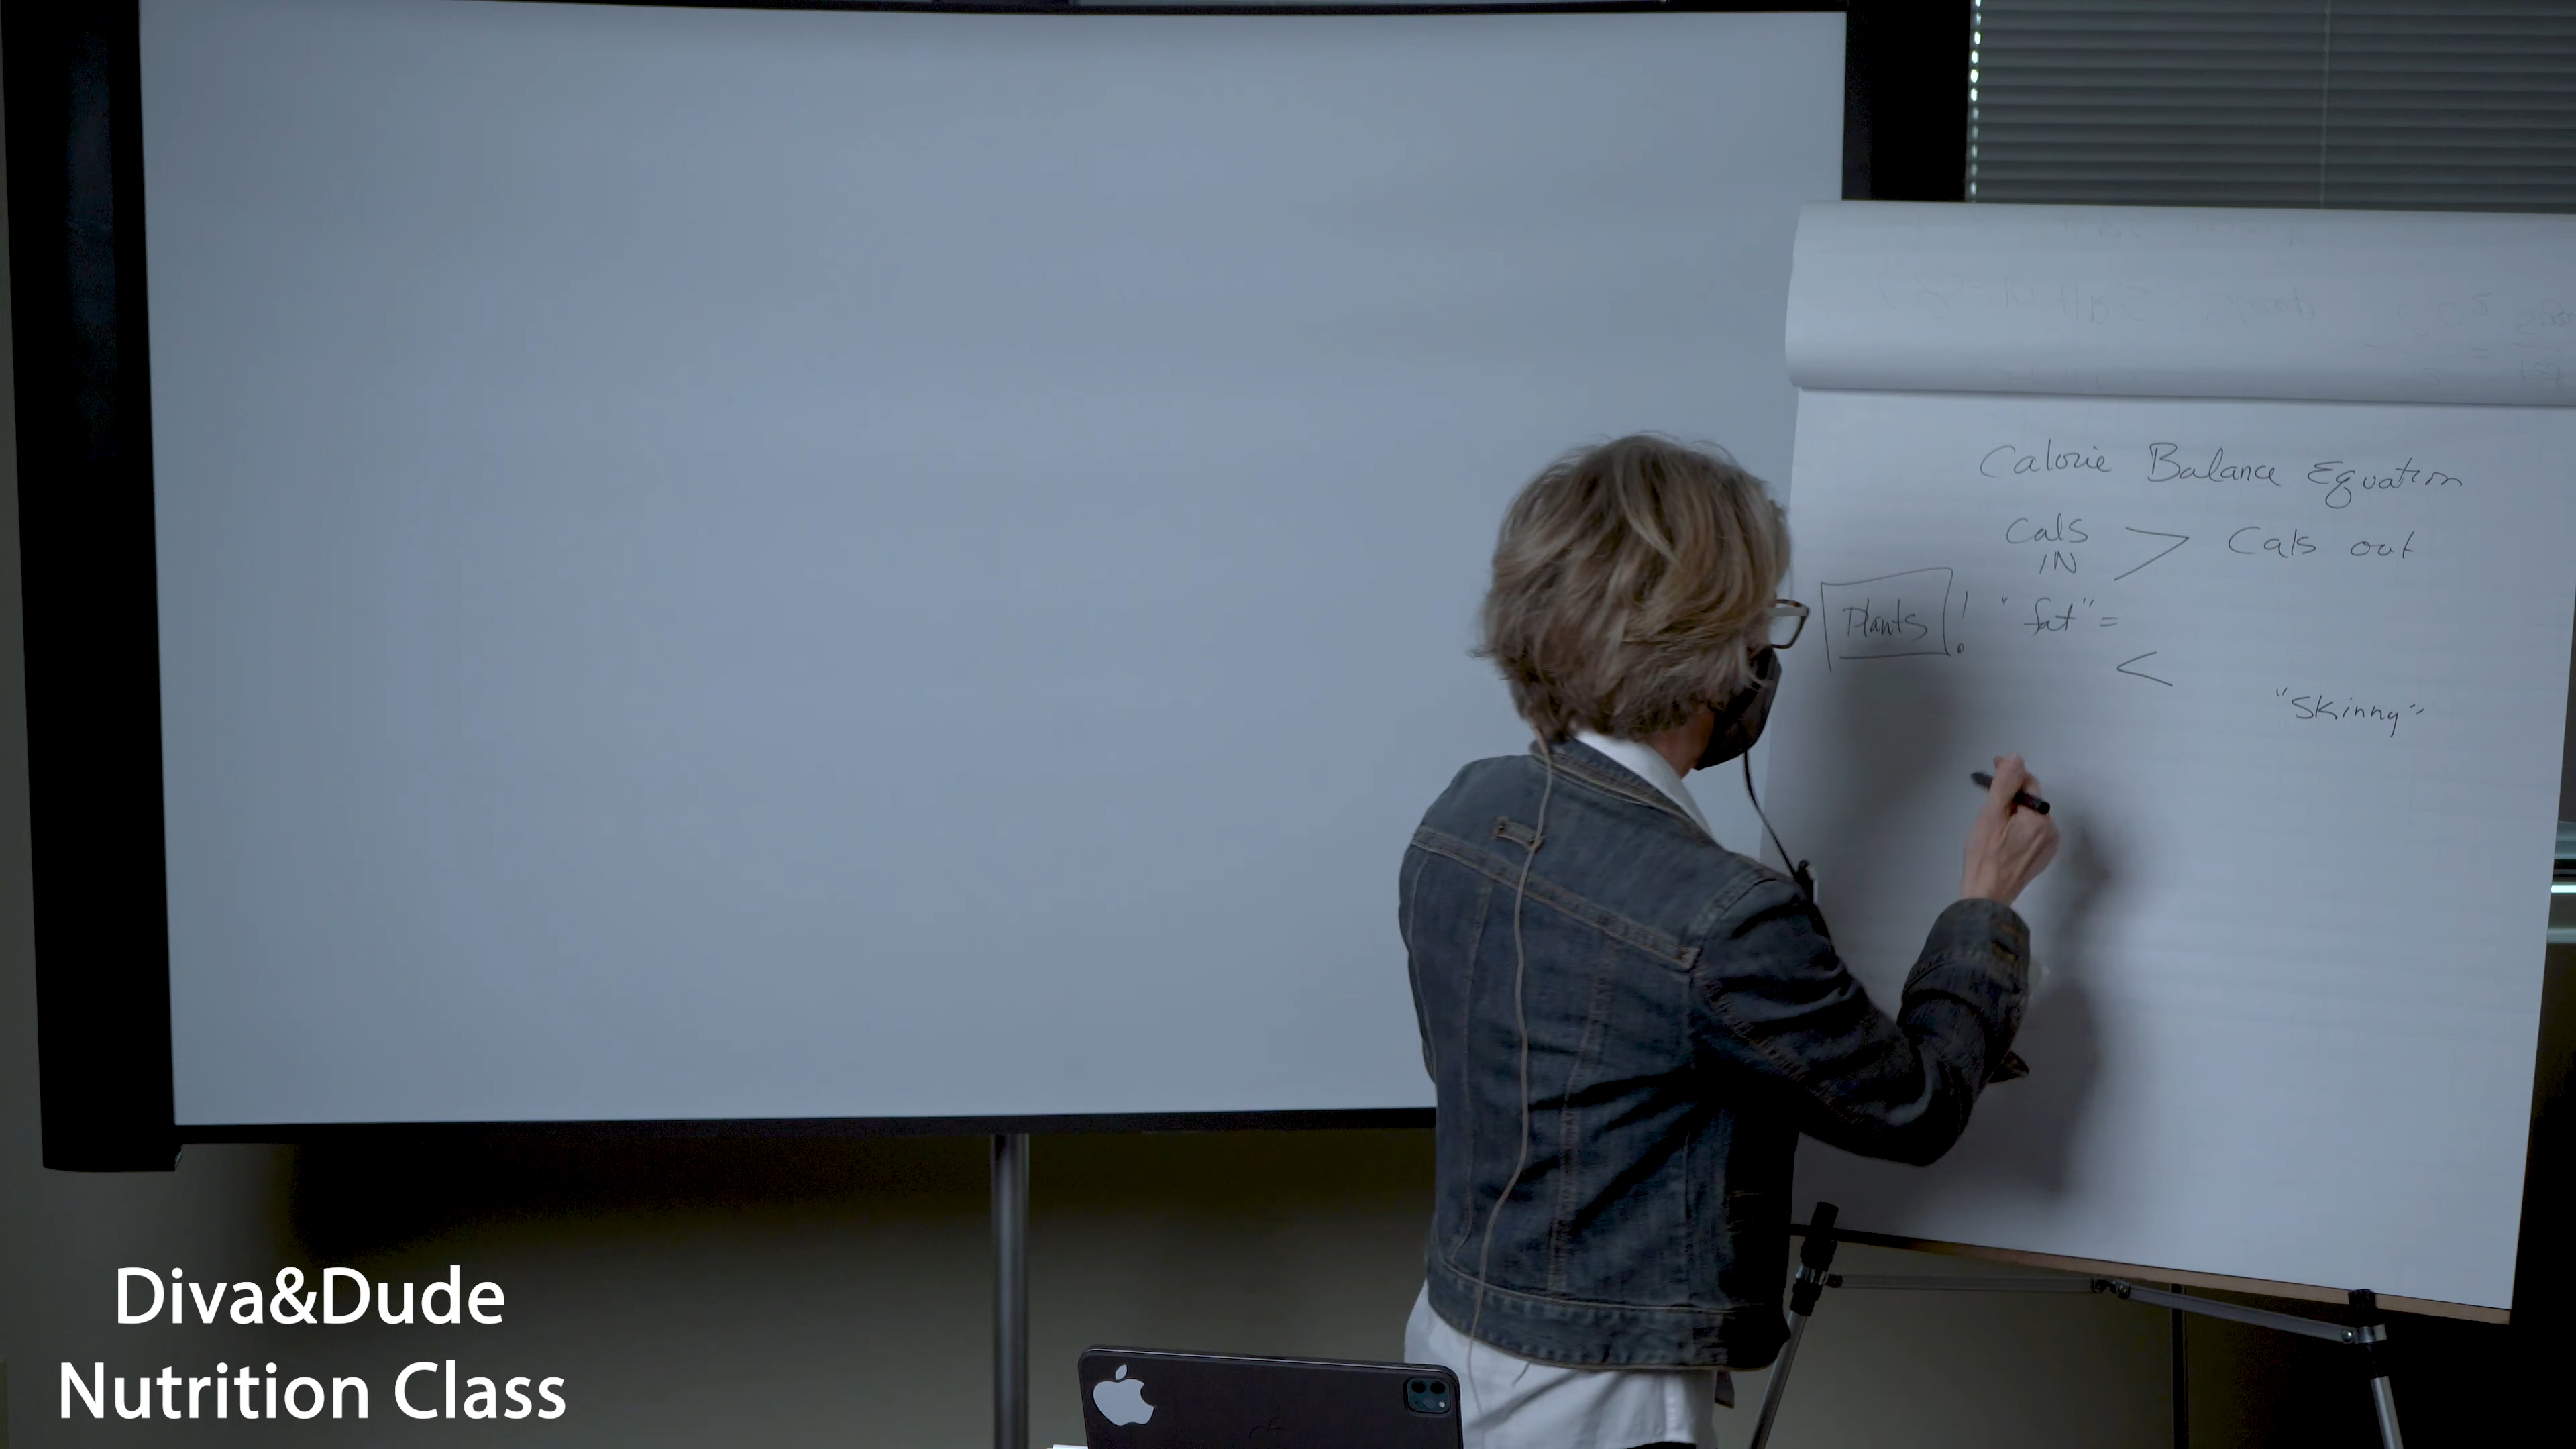 Calorie Balance Equation
Cals > Cals out
IN
Plants! "fat" =
<
"Skinny"
Diva&Dude
Nutrition Class